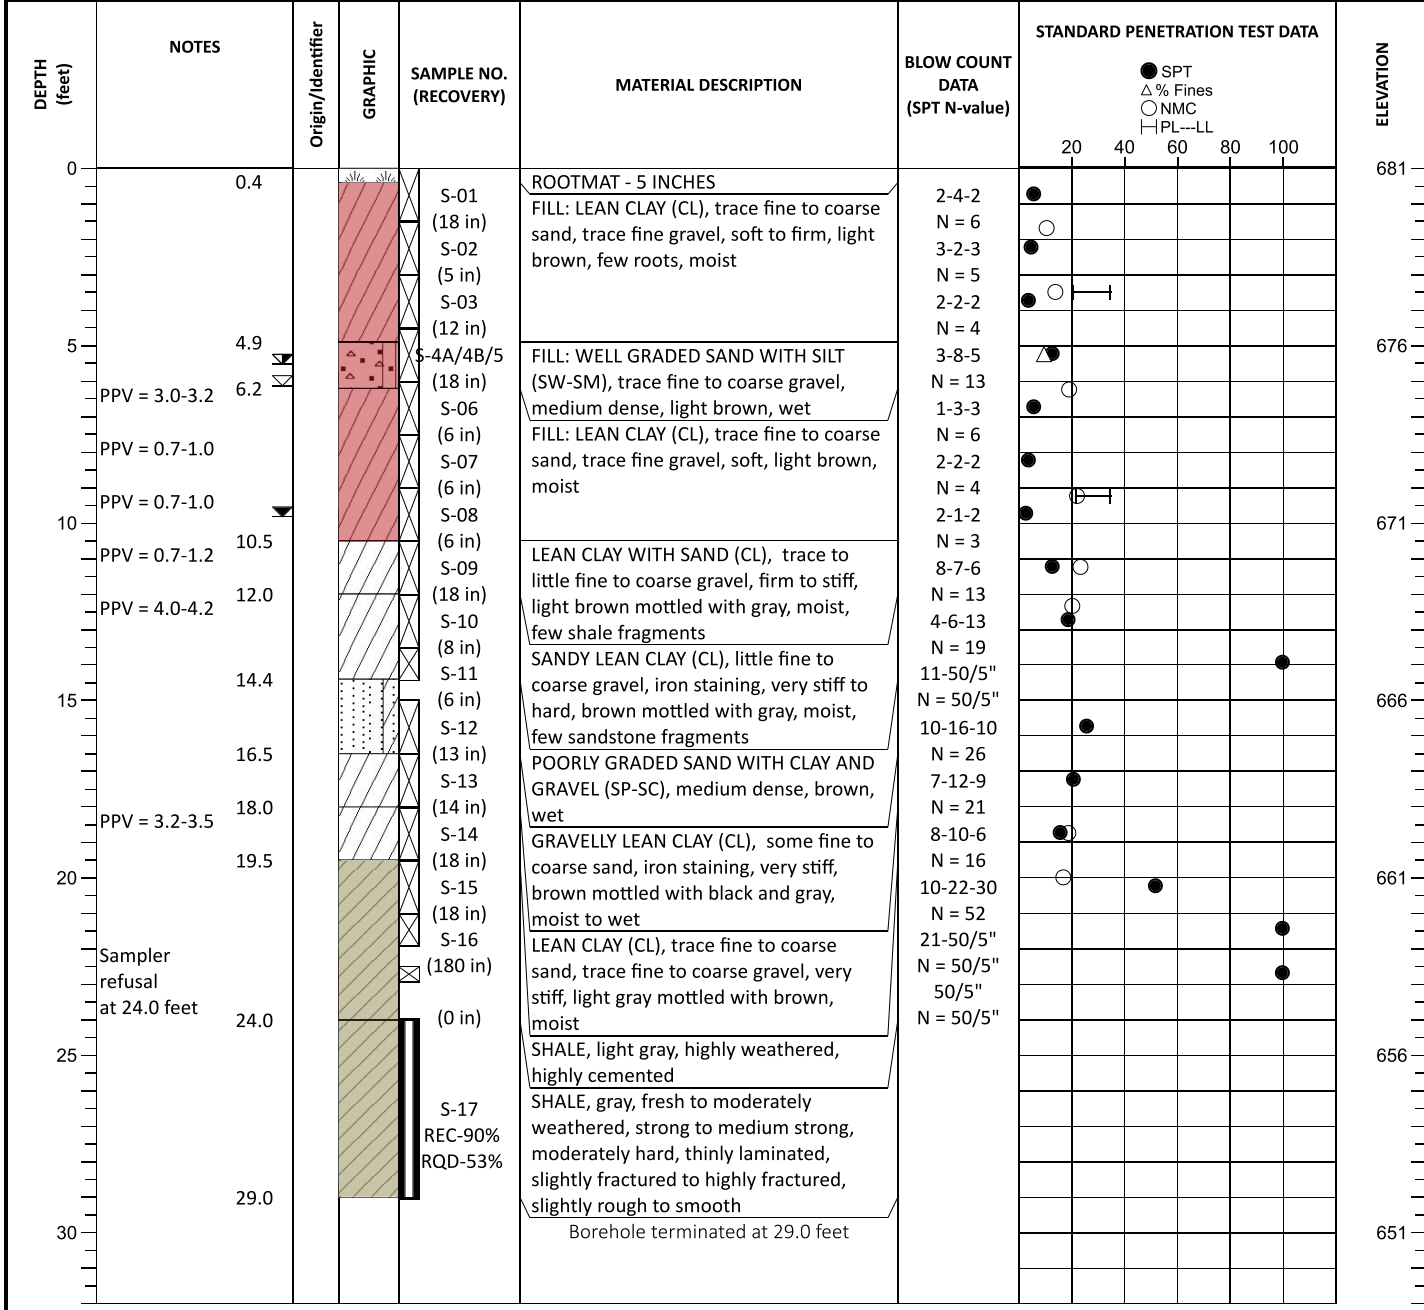 DEPTH
(feet)
NOTES
Origin/Identifier
GRAPHIC
SAMPLE NO.
(RECOVERY)
MATERIAL DESCRIPTION
BLOW COUNT
DATA
(SPT N-value)
STANDARD PENETRATION TEST DATA
SPT
% Fines
NMC
PL---LL
20 40 60 80 100
ELEVATION
0
5
10
15
20
25
30
0.4
4.9
6.2
PPV = 3.0-3.2
PPV = 0.7-1.0
PPV = 0.7-1.0
10.5
PPV = 0.7-1.2
12.0
PPV = 4.0-4.2
14.4
16.5
18.0
PPV = 3.2-3.5
19.5
Sampler
refusal
at 24.0 feet
24.0
29.0
S-01
(18 in)
S-02
(5 in)
S-03
(12 in)
S-4A/4B/5
(18 in)
S-06
(6 in)
S-07
(6 in)
S-08
(6 in)
S-09
(18 in)
S-10
(8 in)
S-11
(6 in)
S-12
(13 in)
S-13
(14 in)
S-14
(18 in)
S-15
(18 in)
S-16
(180 in)
(0 in)
S-17
REC-90%
RQD-53%
ROOTMAT - 5 INCHES
FILL: LEAN CLAY (CL), trace fine to coarse
sand, trace fine gravel, soft to firm, light
brown, few roots, moist
FILL: WELL GRADED SAND WITH SILT
(SW-SM), trace fine to coarse gravel,
medium dense, light brown, wet
FILL: LEAN CLAY (CL), trace fine to coarse
sand, trace fine gravel, soft, light brown,
moist
LEAN CLAY WITH SAND (CL), trace to
little fine to coarse gravel, firm to stiff,
light brown mottled with gray, moist,
few shale fragments
SANDY LEAN CLAY (CL), little fine to
coarse gravel, iron staining, very stiff to
hard, brown mottled with gray, moist,
few sandstone fragments
POORLY GRADED SAND WITH CLAY AND
GRAVEL (SP-SC), medium dense, brown,
wet
GRAVELLY LEAN CLAY (CL), some fine to
coarse sand, iron staining, very stiff,
brown mottled with black and gray,
moist to wet
LEAN CLAY (CL), trace fine to coarse
sand, trace fine to coarse gravel, very
stiff, light gray mottled with brown,
moist
SHALE, light gray, highly weathered,
highly cemented
SHALE, gray, fresh to moderately
weathered, strong to medium strong,
moderately hard, thinly laminated,
slightly fractured to highly fractured,
slightly rough to smooth
Borehole terminated at 29.0 feet
2-4-2
N = 6
3-2-3
N = 5
2-2-2
N = 4
3-8-5
N = 13
1-3-3
N = 6
2-2-2
N = 4
2-1-2
N = 3
8-7-6
N = 13
4-6-13
N = 19
11-50/5"
N = 50/5"
10-16-10
N = 26
7-12-9
N = 21
8-10-6
N = 16
10-22-30
N = 52
21-50/5"
N = 50/5"
50/5"
N = 50/5"
681
676
671
666
661
656
651